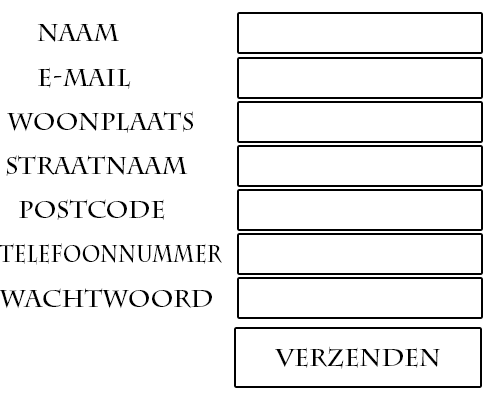 NAAM
E-MAIL
WOONPLAATS
STRAATNAAM
POSTCODE
TELEFOONNUMMER
WACHTWOORD
VERZENDEN